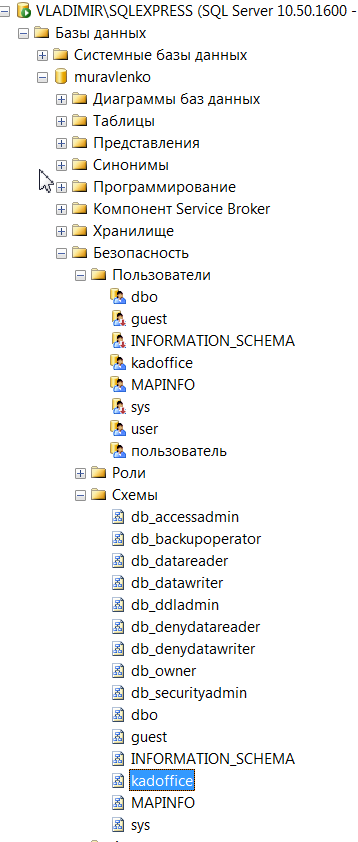 VLADIMIR\SQLEXPRESS (SQL Server 10.50.1600 -
Базы данных
Системные базы данных
muravlenko
Диаграммы баз данных
Таблицы
Представления
Синонимы
Программирование
Компонент Service Broker
Хранилище
Безопасность
Пользователи
dbo
guest
INFORMATION_SCHEMA
kadoffice
MAPINFO
sys
user
пользователь
Роли
Схемы
db_accessadmin
db_backupoperator
db_datareader
db_datawriter
db_ddladmin
db_denydatareader
db_denydatawriter
db_owner
db_securityadmin
dbo
guest
INFORMATION_SCHEMA
kadoffice
MAPINFO
sys